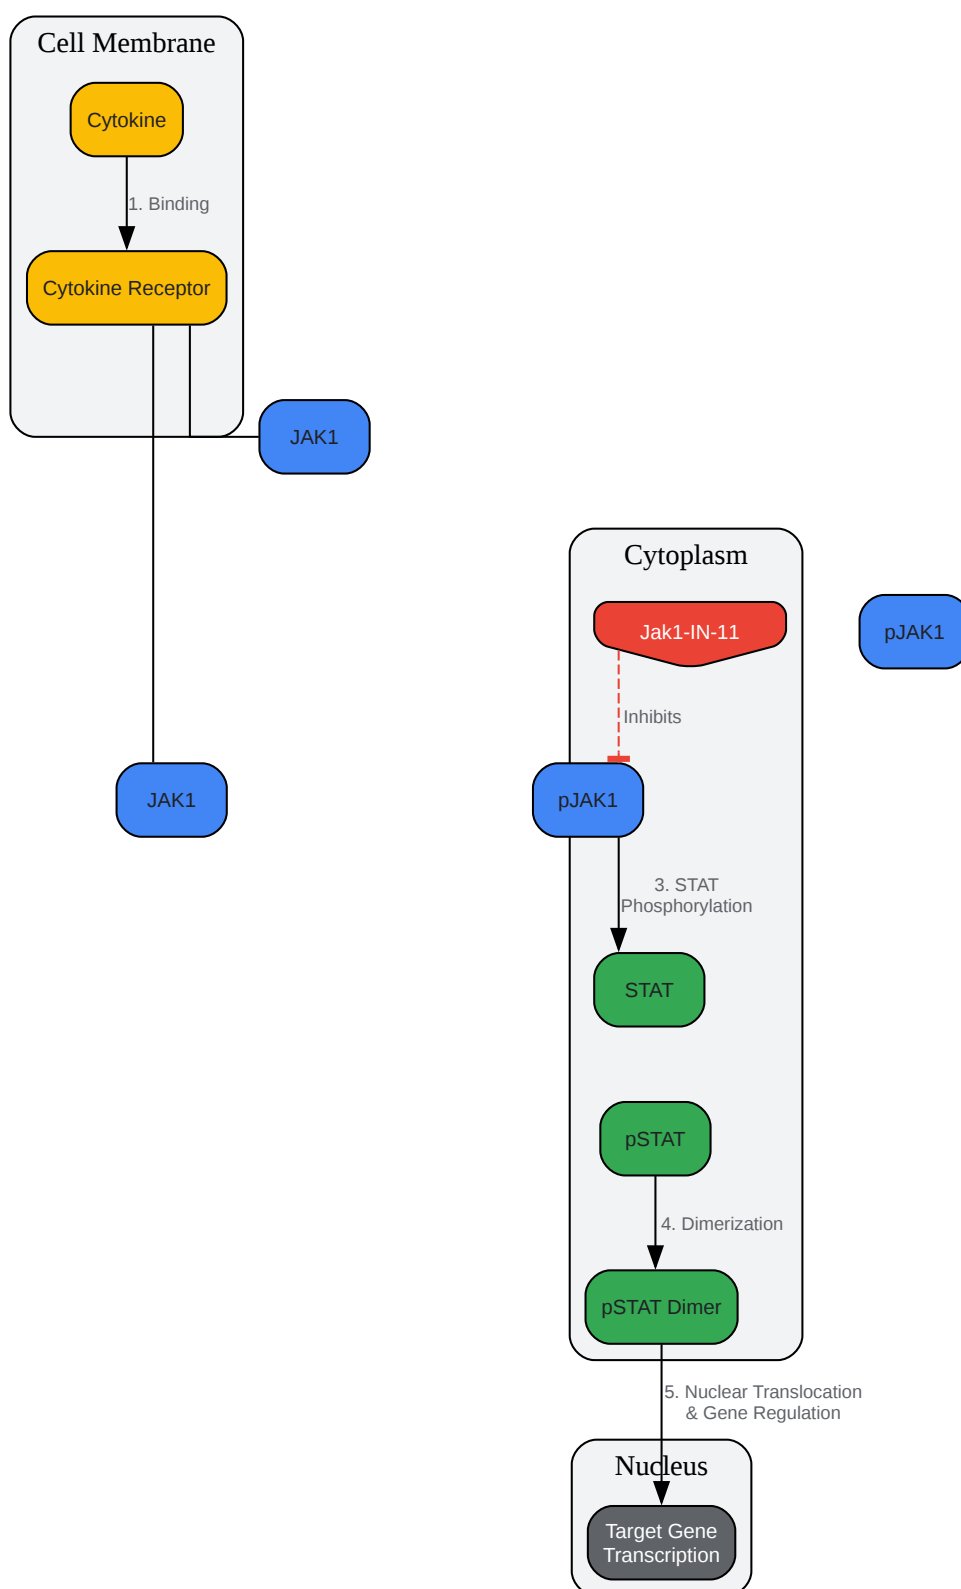 Cell Membrane
Cytokine
1. Binding
Cytokine Receptor
JAK1
Cytoplasm
Jak1-IN-11
pJAK1
Inhibits
JAK1
pJAK1
3. STAT
Phosphorylation
STAT
pSTAT
4. Dimerization
pSTAT Dimer
5. Nuclear Translocation
& Gene Regulation
Nucleus
Target Gene
Transcription